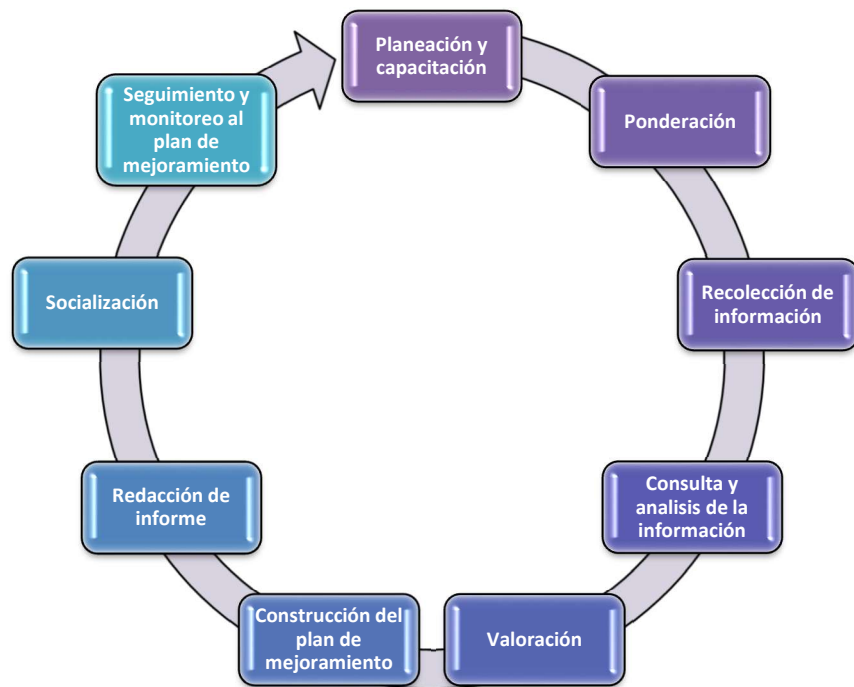 Planeación y
capacitación
Ponderación
Recolección de
información
Consulta y
analisis de la
información
Valoración
Construcción del
plan de
mejoramiento
Redacción de
informe
Socialización
Seguimiento y
monitoreo al
plan de
mejoramiento